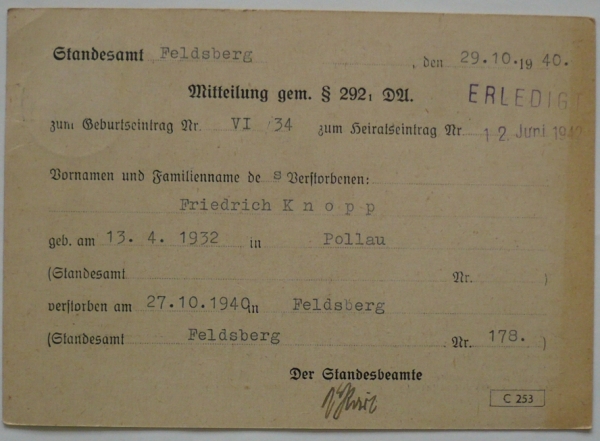 Standesamt Feldsberg, den 29.10.1940.
Mitteilung gem. § 292, DA.
ERLEDIGT
zum Geburtseintrag Nr. VI /34 zum Heiratseintrag Nr.
12. Juni 194
Vornamen und Familienname des Verstorbenen:
Friedrich Knopp
geb. am 13. 4. 1932 in Pollau
(Standesamt Nr. )
verstorben am 27.10.1940 in Feldsberg
(Standesamt Feldsberg Nr. 178. )
Der Standesbeamte
C 253